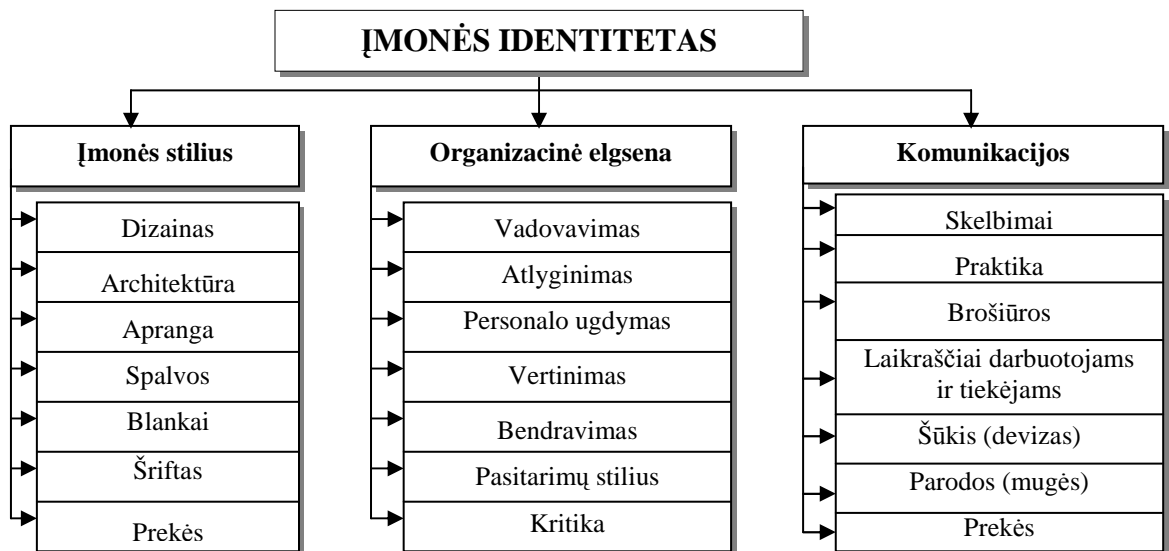 ĮMONĖS IDENTITETAS
Įmonės stilius
Dizainas
Architektūra
Apranga
Spalvos
Blankai
Šriftas
Prekės
Organizacinė elgsena
Vadovavimas
Atlyginimas
Personalo ugdymas
Vertinimas
Bendravimas
Pasitarimų stilius
Kritika
Komunikacijos
Skelbimai
Praktika
Brošiūros
Laikraščiai darbuotojams
ir tiekėjams
Šūkis (devizas)
Parodos (mugės)
Prekės